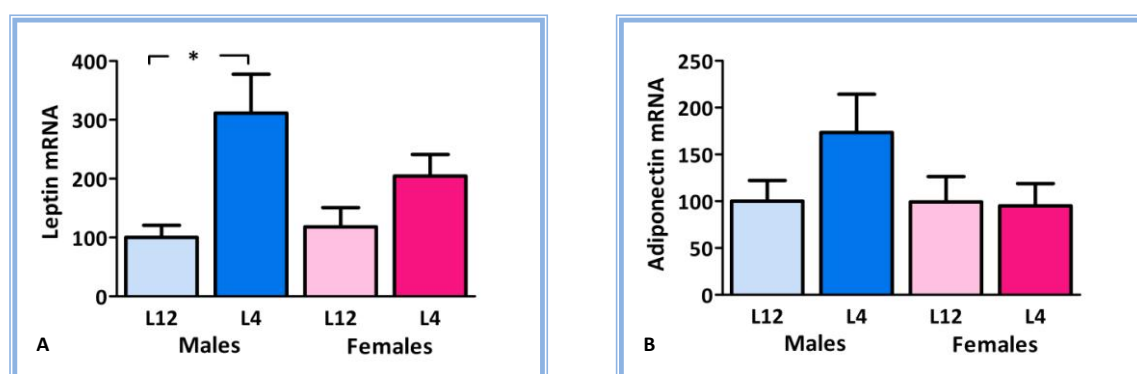 *
400
300
200
100
0
Leptin mRNA
L12 L4 L12 L4
Males Females
A
250
200
150
100
50
0
Adiponectin mRNA
L12 L4 L12 L4
Males Females
B